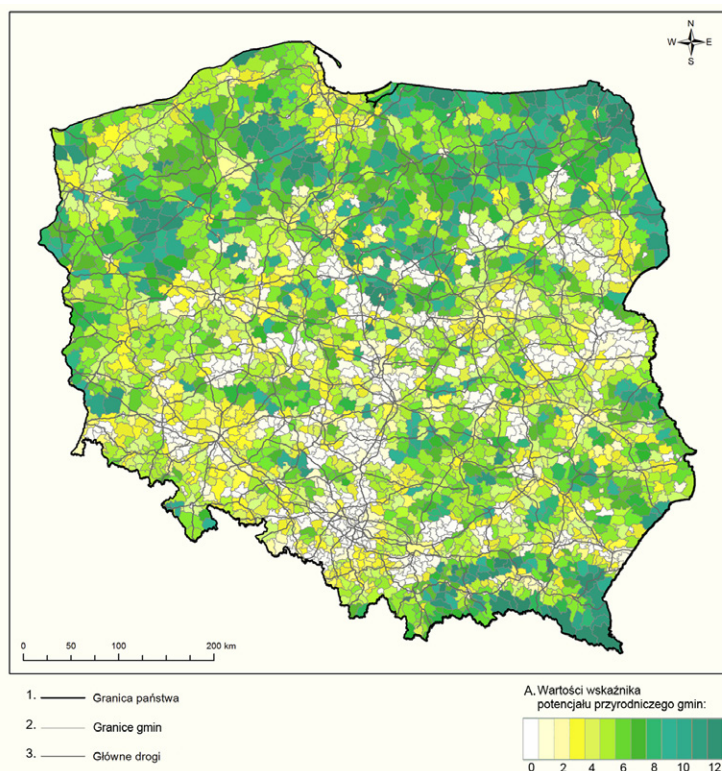 N
W E
S
0 50 100 200 km
1. Granica państwa
2. Granice gmin
3. Główne drogi
A. Wartości wskaźnika
potencjału przyrodniczego gmin:
0 2 4 6 8 10 12